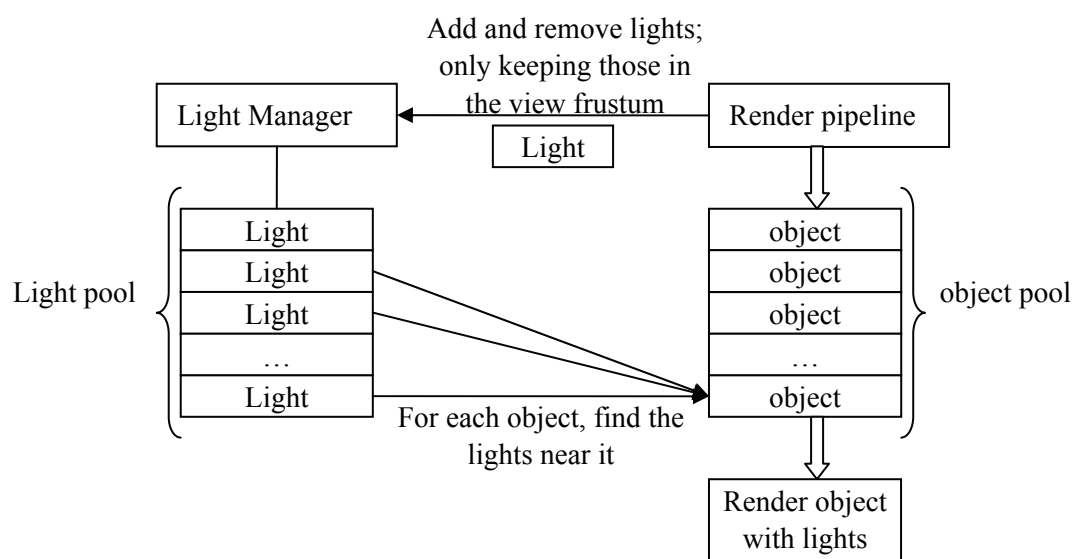 Add and remove lights;
only keeping those in
the view frustum
Light Manager
Render pipeline
Light
Light pool
Light
Light
Light
…
Light
object
object
object
…
object
object pool
For each object, find the
lights near it
Render object
with lights